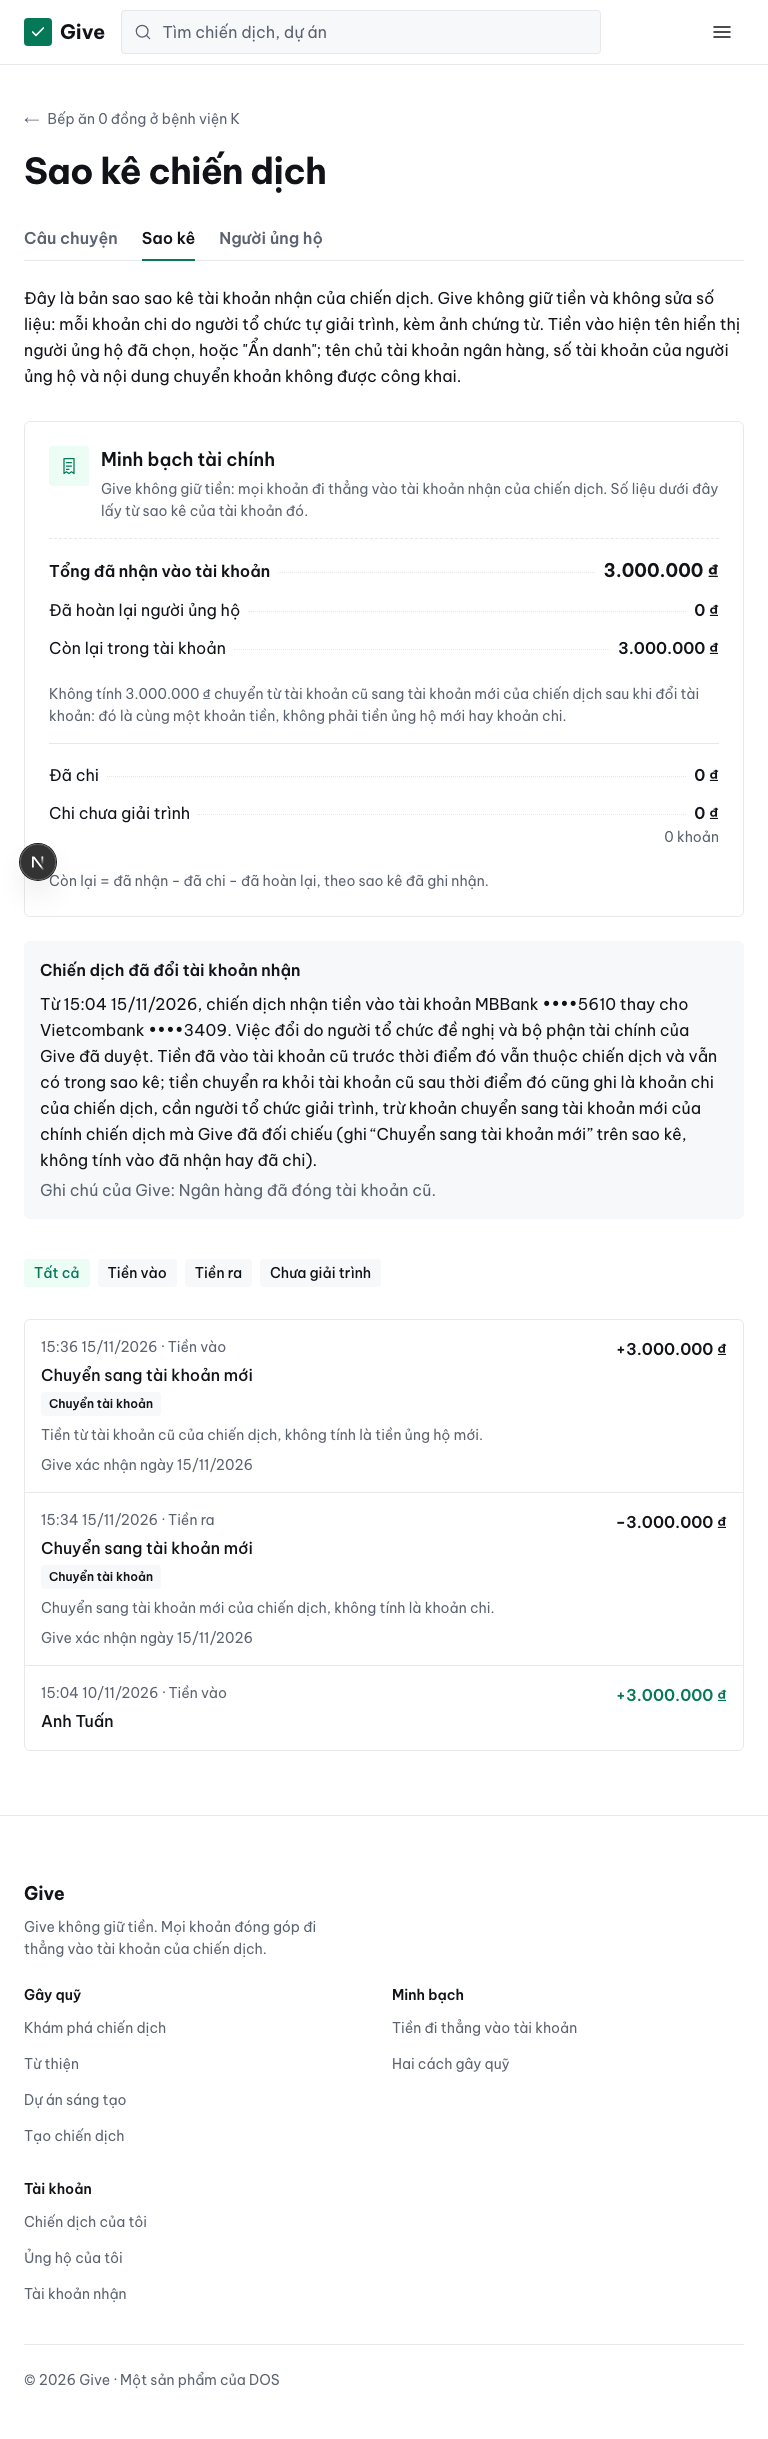 Give
Tìm chiến dịch, dự án
← Bếp ăn 0 đồng ở bệnh viện K
Sao kê chiến dịch
Câu chuyện
Sao kê
Người ủng hộ
Đây là bản sao sao kê tài khoản nhận của chiến dịch. Give không giữ tiền và không sửa số
liệu: mỗi khoản chi do người tổ chức tự giải trình, kèm ảnh chứng từ. Tiền vào hiện tên hiển thị
người ủng hộ đã chọn, hoặc "Ẩn danh"; tên chủ tài khoản ngân hàng, số tài khoản của người
ủng hộ và nội dung chuyển khoản không được công khai.
Minh bạch tài chính
Give không giữ tiền: mọi khoản đi thẳng vào tài khoản nhận của chiến dịch. Số liệu dưới đây
lấy từ sao kê của tài khoản đó.
Tổng đã nhận vào tài khoản 3.000.000 ₫
Đã hoàn lại người ủng hộ 0 ₫
Còn lại trong tài khoản 3.000.000 ₫
Không tính 3.000.000 ₫ chuyển từ tài khoản cũ sang tài khoản mới của chiến dịch sau khi đổi tài
khoản: đó là cùng một khoản tiền, không phải tiền ủng hộ mới hay khoản chi.
Đã chi 0 ₫
Chi chưa giải trình 0 ₫
0 khoản
N
Còn lại = đã nhận − đã chi − đã hoàn lại, theo sao kê đã ghi nhận.
Chiến dịch đã đổi tài khoản nhận
Từ 15:04 15/11/2026, chiến dịch nhận tiền vào tài khoản MBBank ••••5610 thay cho
Vietcombank ••••3409. Việc đổi do người tổ chức đề nghị và bộ phận tài chính của
Give đã duyệt. Tiền đã vào tài khoản cũ trước thời điểm đó vẫn thuộc chiến dịch và vẫn
có trong sao kê; tiền chuyển ra khỏi tài khoản cũ sau thời điểm đó cũng ghi là khoản chi
của chiến dịch, cần người tổ chức giải trình, trừ khoản chuyển sang tài khoản mới của
chính chiến dịch mà Give đã đối chiếu (ghi “Chuyển sang tài khoản mới” trên sao kê,
không tính vào đã nhận hay đã chi).
Ghi chú của Give: Ngân hàng đã đóng tài khoản cũ.
Tất cả
Tiền vào
Tiền ra
Chưa giải trình
15:36 15/11/2026 · Tiền vào +3.000.000 ₫
Chuyển sang tài khoản mới
Chuyển tài khoản
Tiền từ tài khoản cũ của chiến dịch, không tính là tiền ủng hộ mới.
Give xác nhận ngày 15/11/2026
15:34 15/11/2026 · Tiền ra −3.000.000 ₫
Chuyển sang tài khoản mới
Chuyển tài khoản
Chuyển sang tài khoản mới của chiến dịch, không tính là khoản chi.
Give xác nhận ngày 15/11/2026
15:04 10/11/2026 · Tiền vào +3.000.000 ₫
Anh Tuấn
Give
Give không giữ tiền. Mọi khoản đóng góp đi
thẳng vào tài khoản của chiến dịch.
Gây quỹ
Khám phá chiến dịch
Từ thiện
Dự án sáng tạo
Tạo chiến dịch
Minh bạch
Tiền đi thẳng vào tài khoản
Hai cách gây quỹ
Tài khoản
Chiến dịch của tôi
Ủng hộ của tôi
Tài khoản nhận
© 2026 Give · Một sản phẩm của DOS